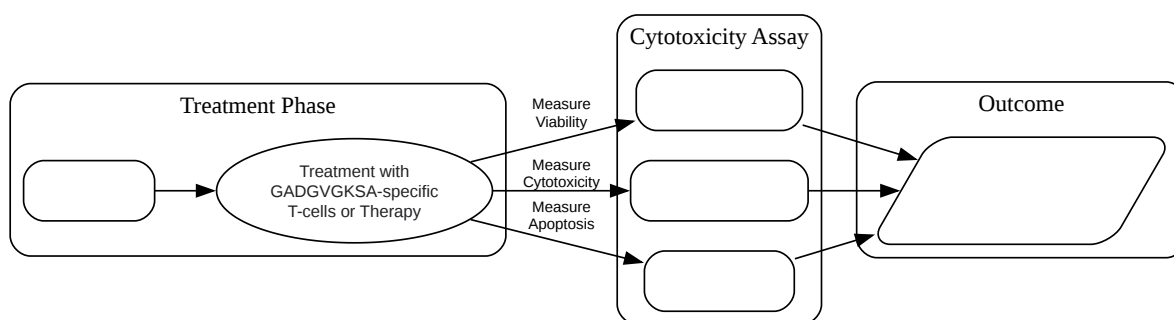 Treatment Phase
Treatment with
GADGVGKSA-specific
T-cells or Therapy
Measure
Viability
Measure
Cytotoxicity
Measure
Apoptosis
Cytotoxicity Assay
Outcome